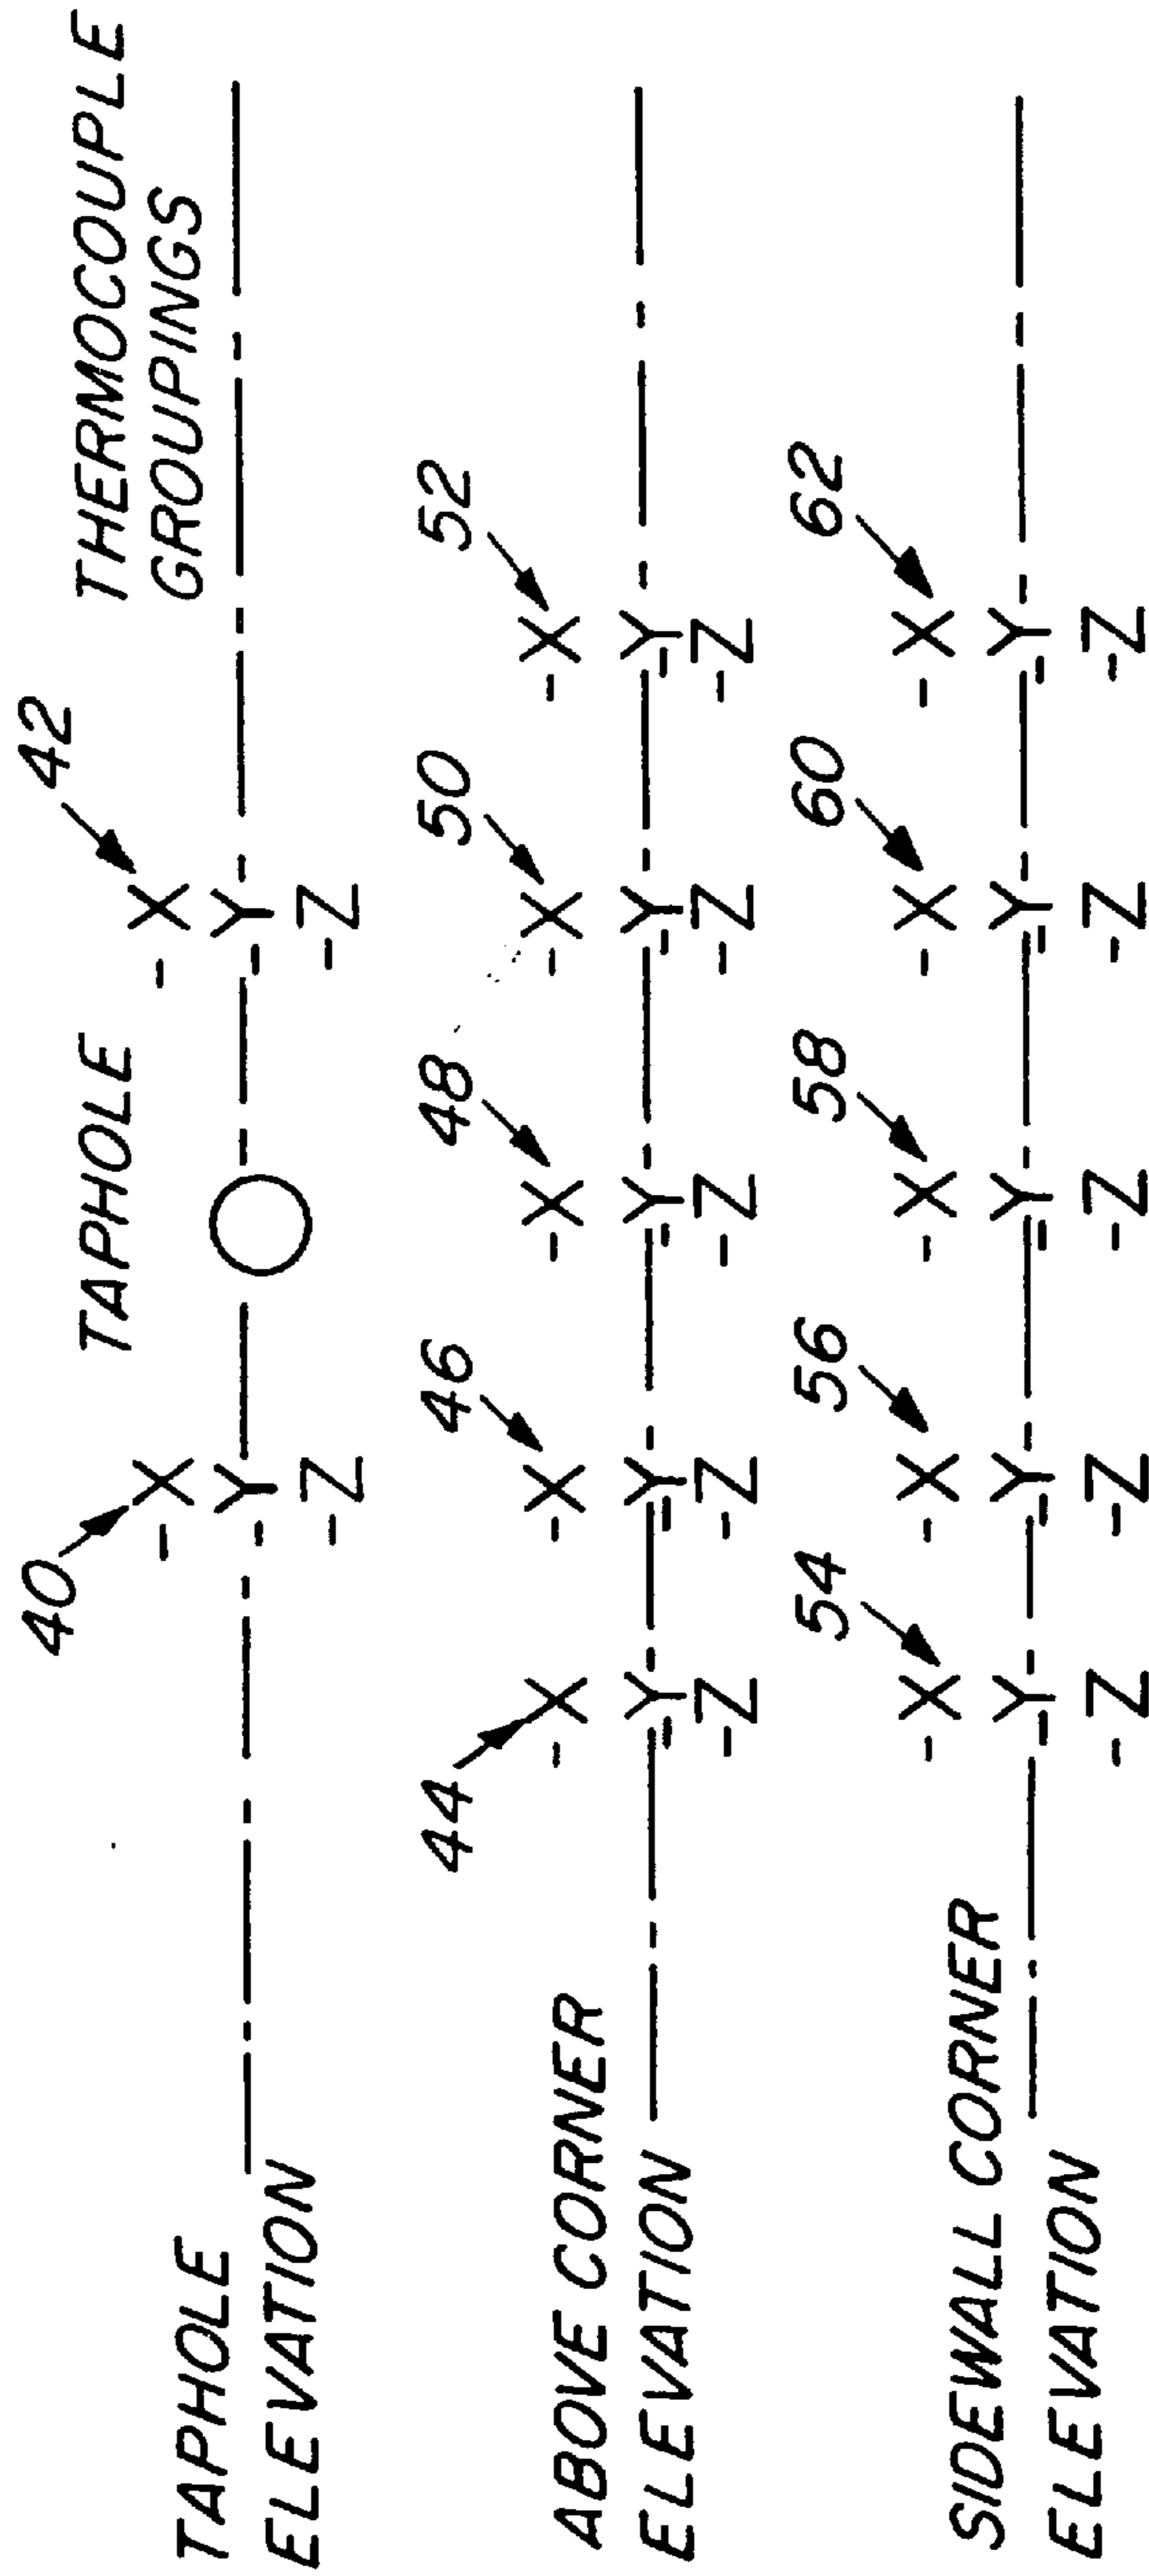 THERMOCOUPLE
GROUPINGS
40
TAPHOLE
42
-X
-X
TAPHOLE
ELEVATION
-Y
-Y-
-Z
-Z
44
46
48
50
52
-X
-X
-X
-X
-X
ABOVE CORNER
ELEVATION
-Y-
-Y-
-Y-
-Y-
-Y-
-Z
-Z
-Z
-Z
-Z
54
56
58
60
62
-X
-X
-X
-X
-X
SIDEWALL CORNER
ELEVATION
-Y-
-Y-
-Y-
-Y-
-Y-
-Z
-Z
-Z
-Z
-Z